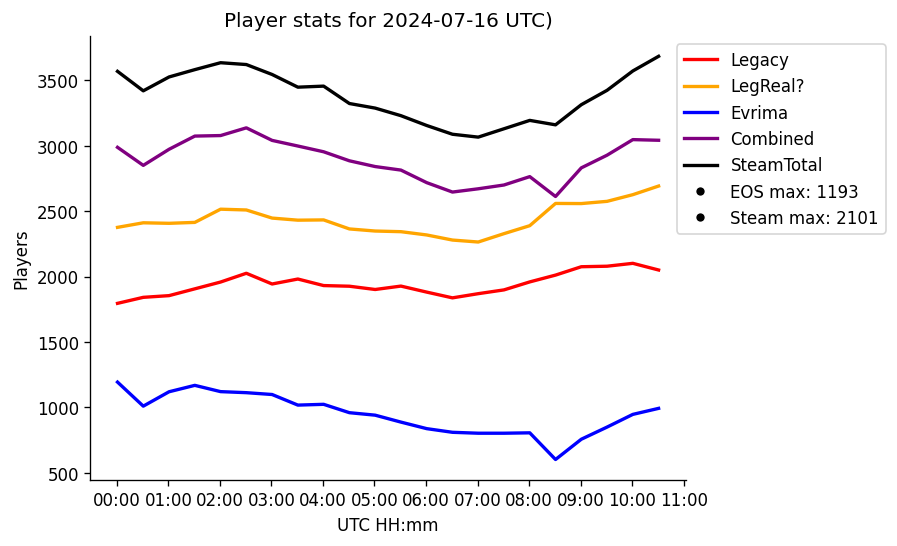 Player stats for 2024-07-16 UTC)
Legacy
LegReal?
Evrima
Combined
SteamTotal
EOS max: 1193
Steam max: 2101
Players
3500
3000
2500
2000
1500
1000
500
00:00 01:00 02:00 03:00 04:00 05:00 06:00 07:00 08:00 09:00 10:00 11:00
UTC HH:mm